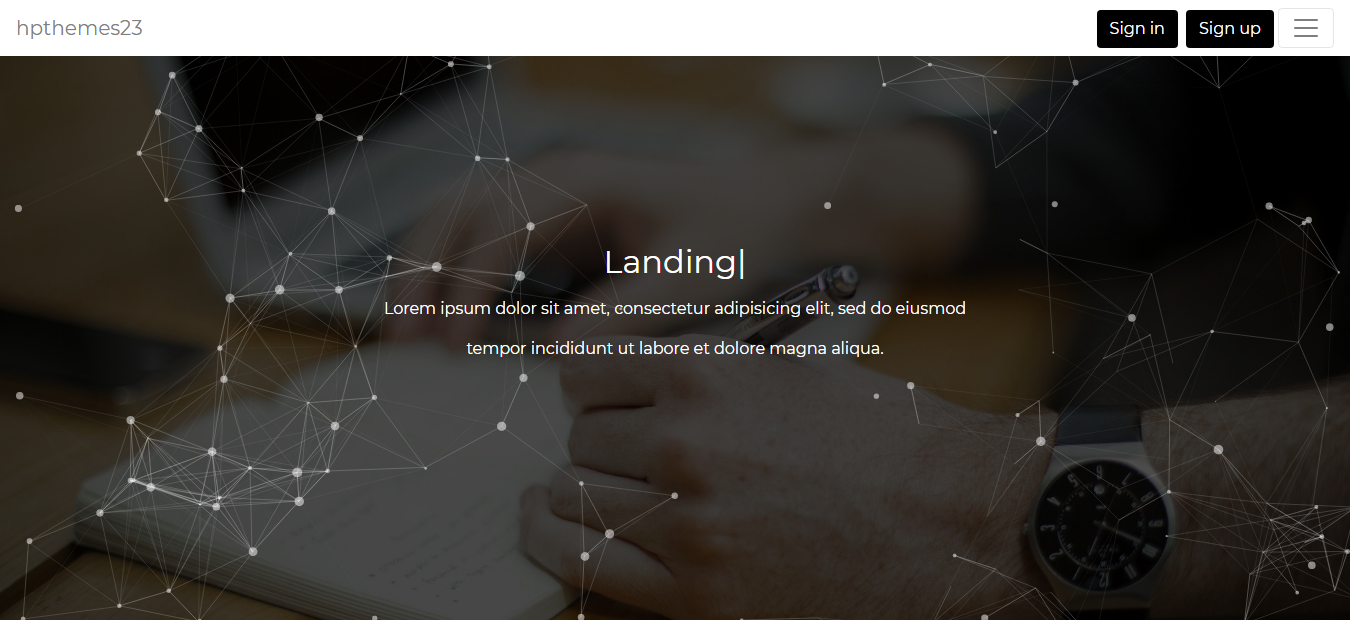 hpthemes23
Sign in
Sign up
Landing|
Lorem ipsum dolor sit amet, consectetur adipisicing elit, sed do eiusmod
tempor incididunt ut labore et dolore magna aliqua.